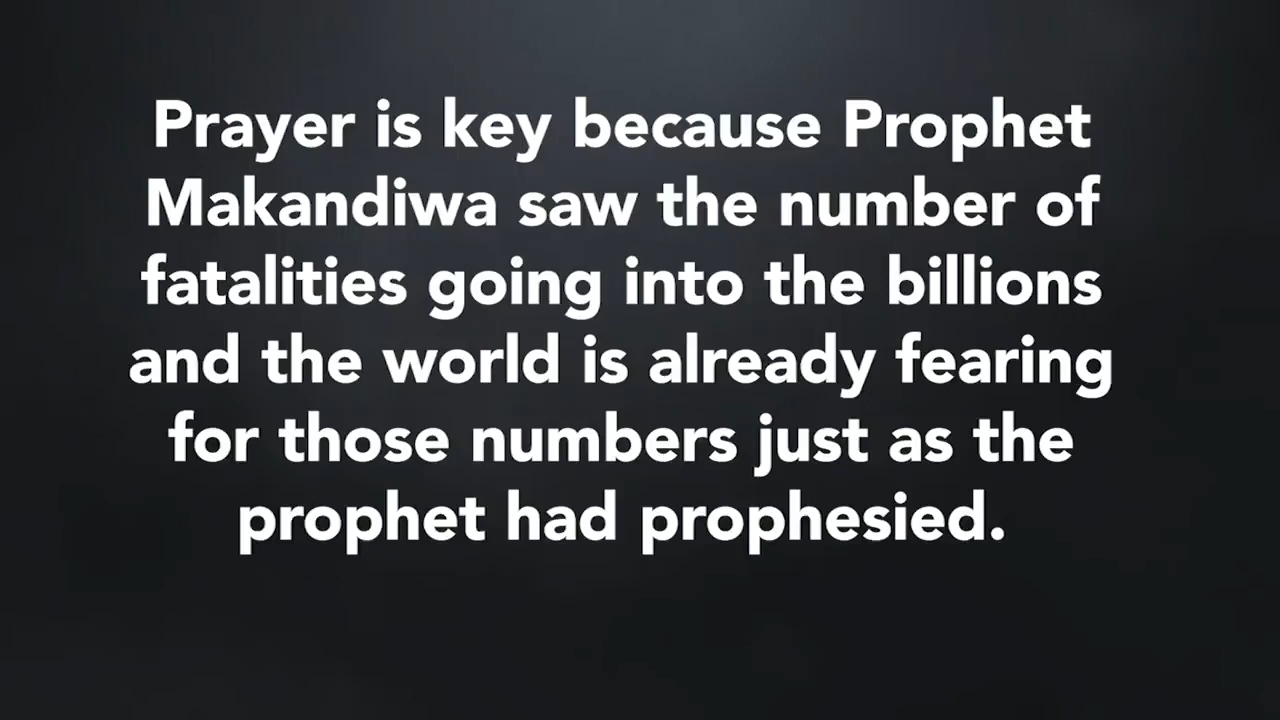 Prayer is key because Prophet
Makandiwa saw the number of
fatalities going into the billions
and the world is already fearing
for those numbers just as the
prophet had prophesied.